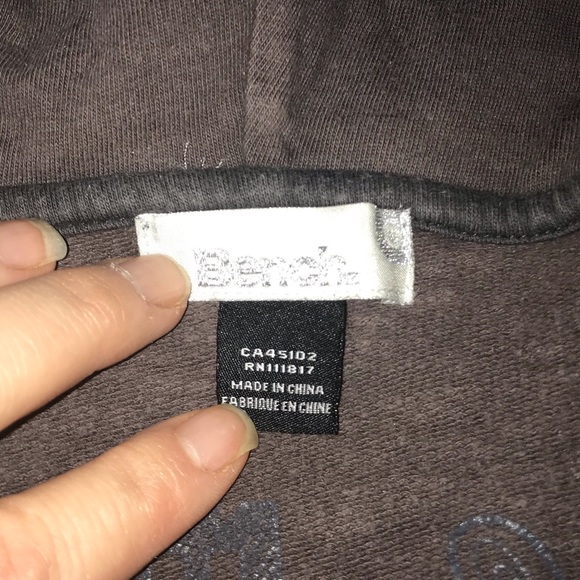 Bench.
CA45102
RN111817
MADE IN CHINA
FABRIQUE EN CHINE